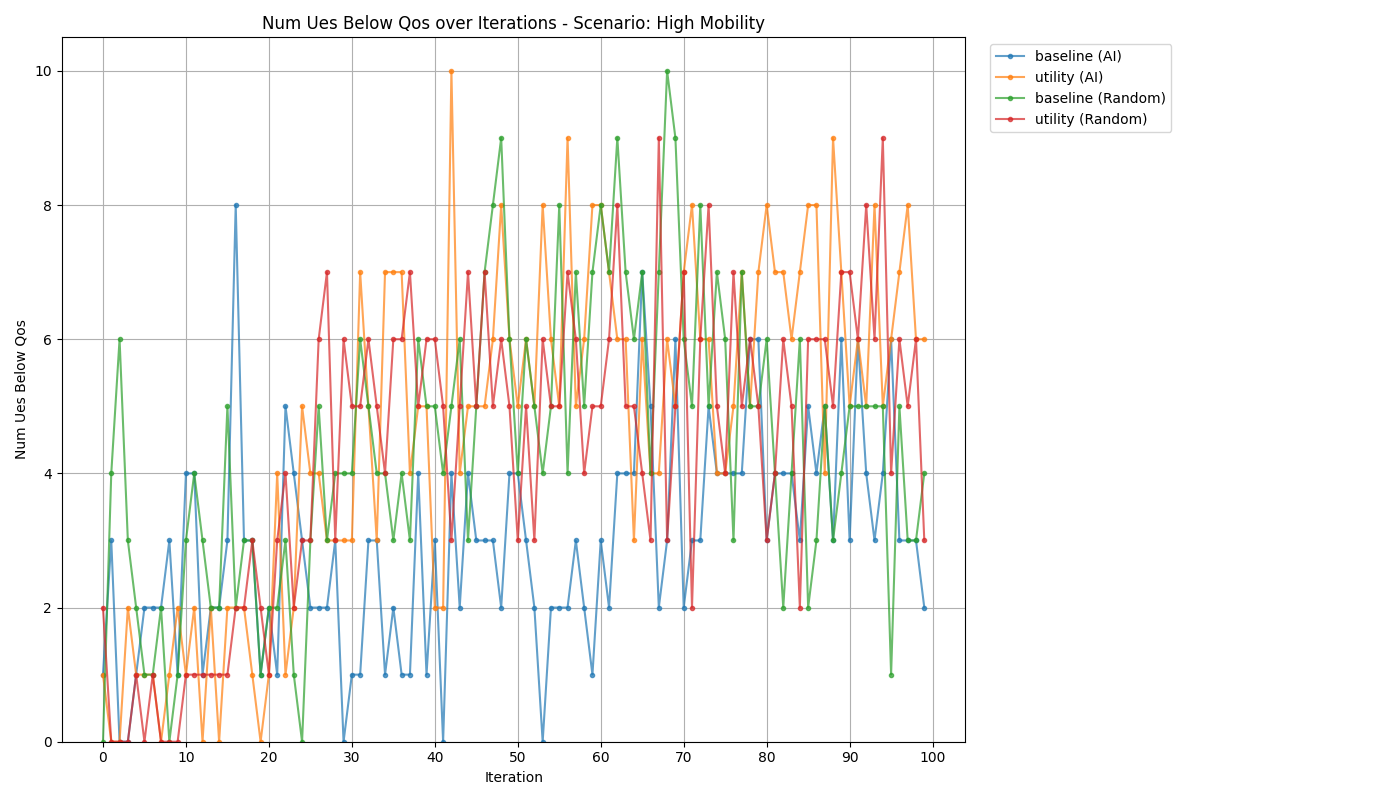 Num Ues Below Qos over Iterations - Scenario: High Mobility
baseline (AI)
utility (AI)
baseline (Random)
utility (Random)
Num Ues Below Qos
10
8
6
4
2
0
0 10 20 30 40 50 60 70 80 90 100
Iteration